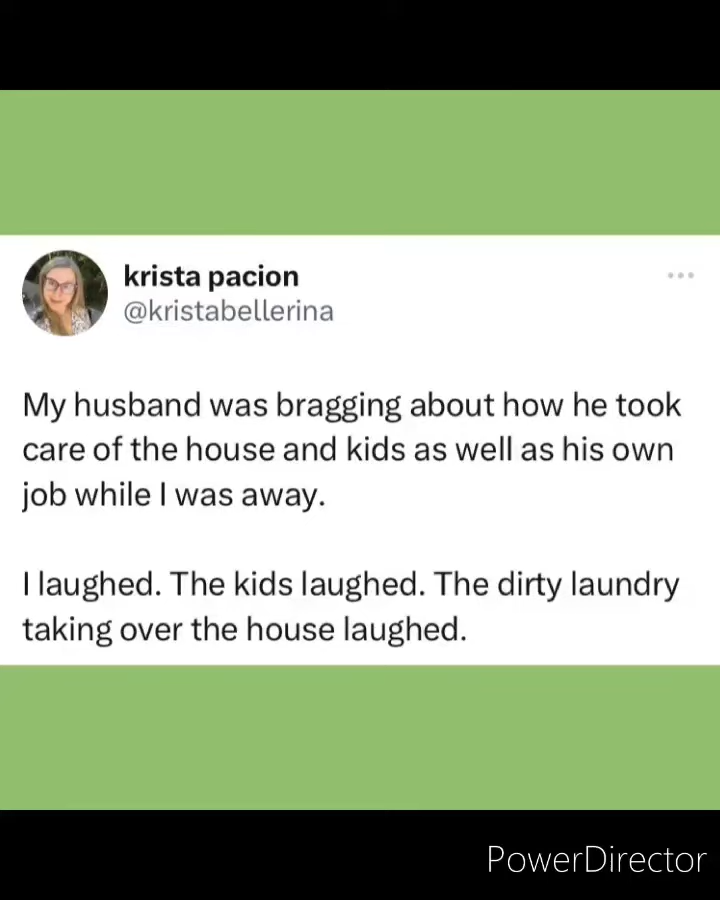 krista pacion
@kristabellerina
My husband was bragging about how he took
care of the house and kids as well as his own
job while I was away.
I laughed. The kids laughed. The dirty laundry
taking over the house laughed.
PowerDirector